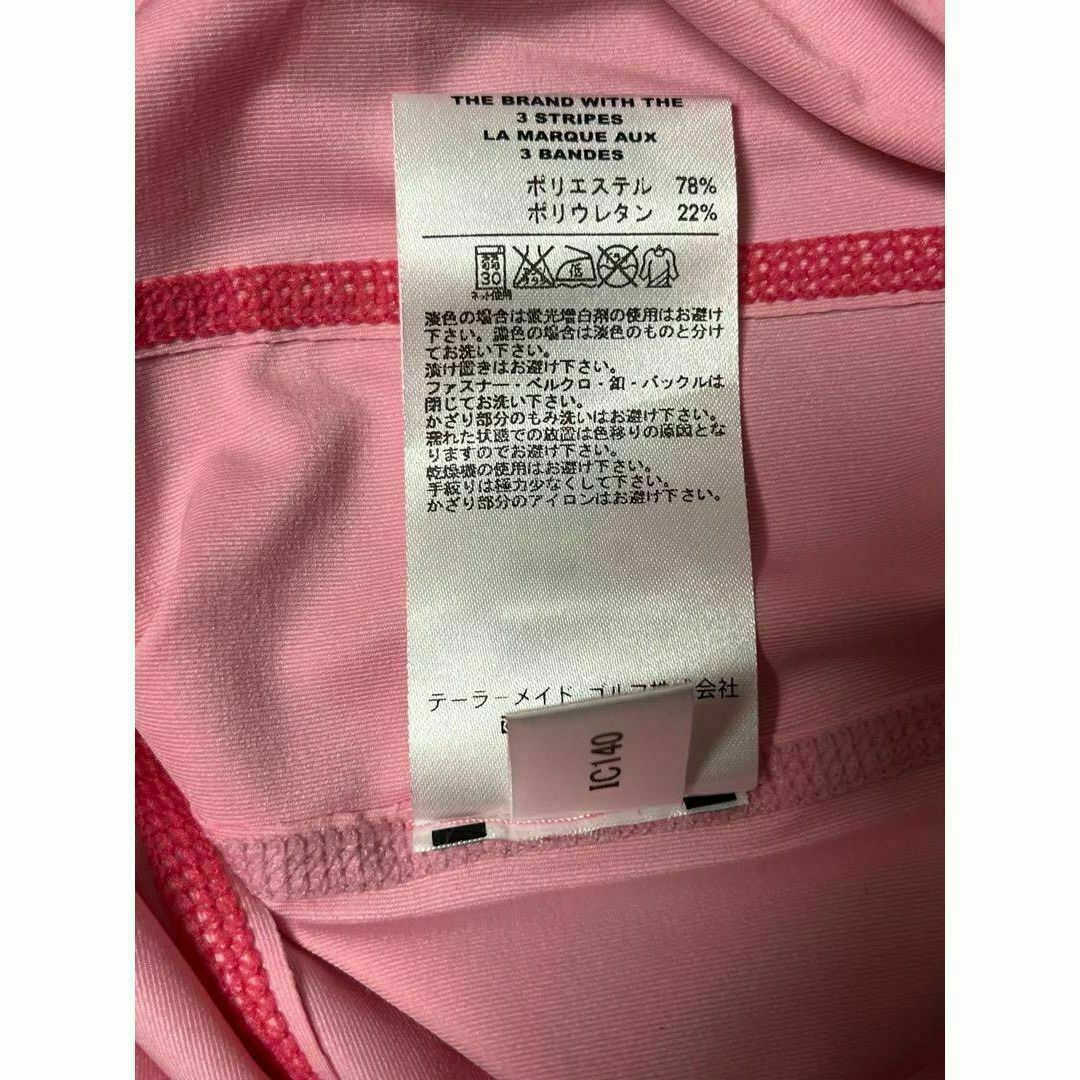 THE BRAND WITH THE
3 STRIPES
LA MARQUE AUX
3 BANDES
ポリエステル 78%
ポリウレタン 22%
30 低
ネット使用
淡色の場合は蛍光増白剤の使用はお避け
下さい。濃色の場合は淡色のものと分け
てお洗い下さい。
漬け置きはお避け下さい。
ファスナー・ベルクロ・釦・バックルは
閉じてお洗い下さい。
かざり部分のもみ洗いはお避け下さい。
濡れた状態での放置は色移りの原因とな
りますのでお避け下さい。
乾燥機の使用はお避け下さい。
手絞りは極力少なくして下さい。
かざり部分のアイロンはお避け下さい。
テーラーメイド ゴルフ株式会社
IC140